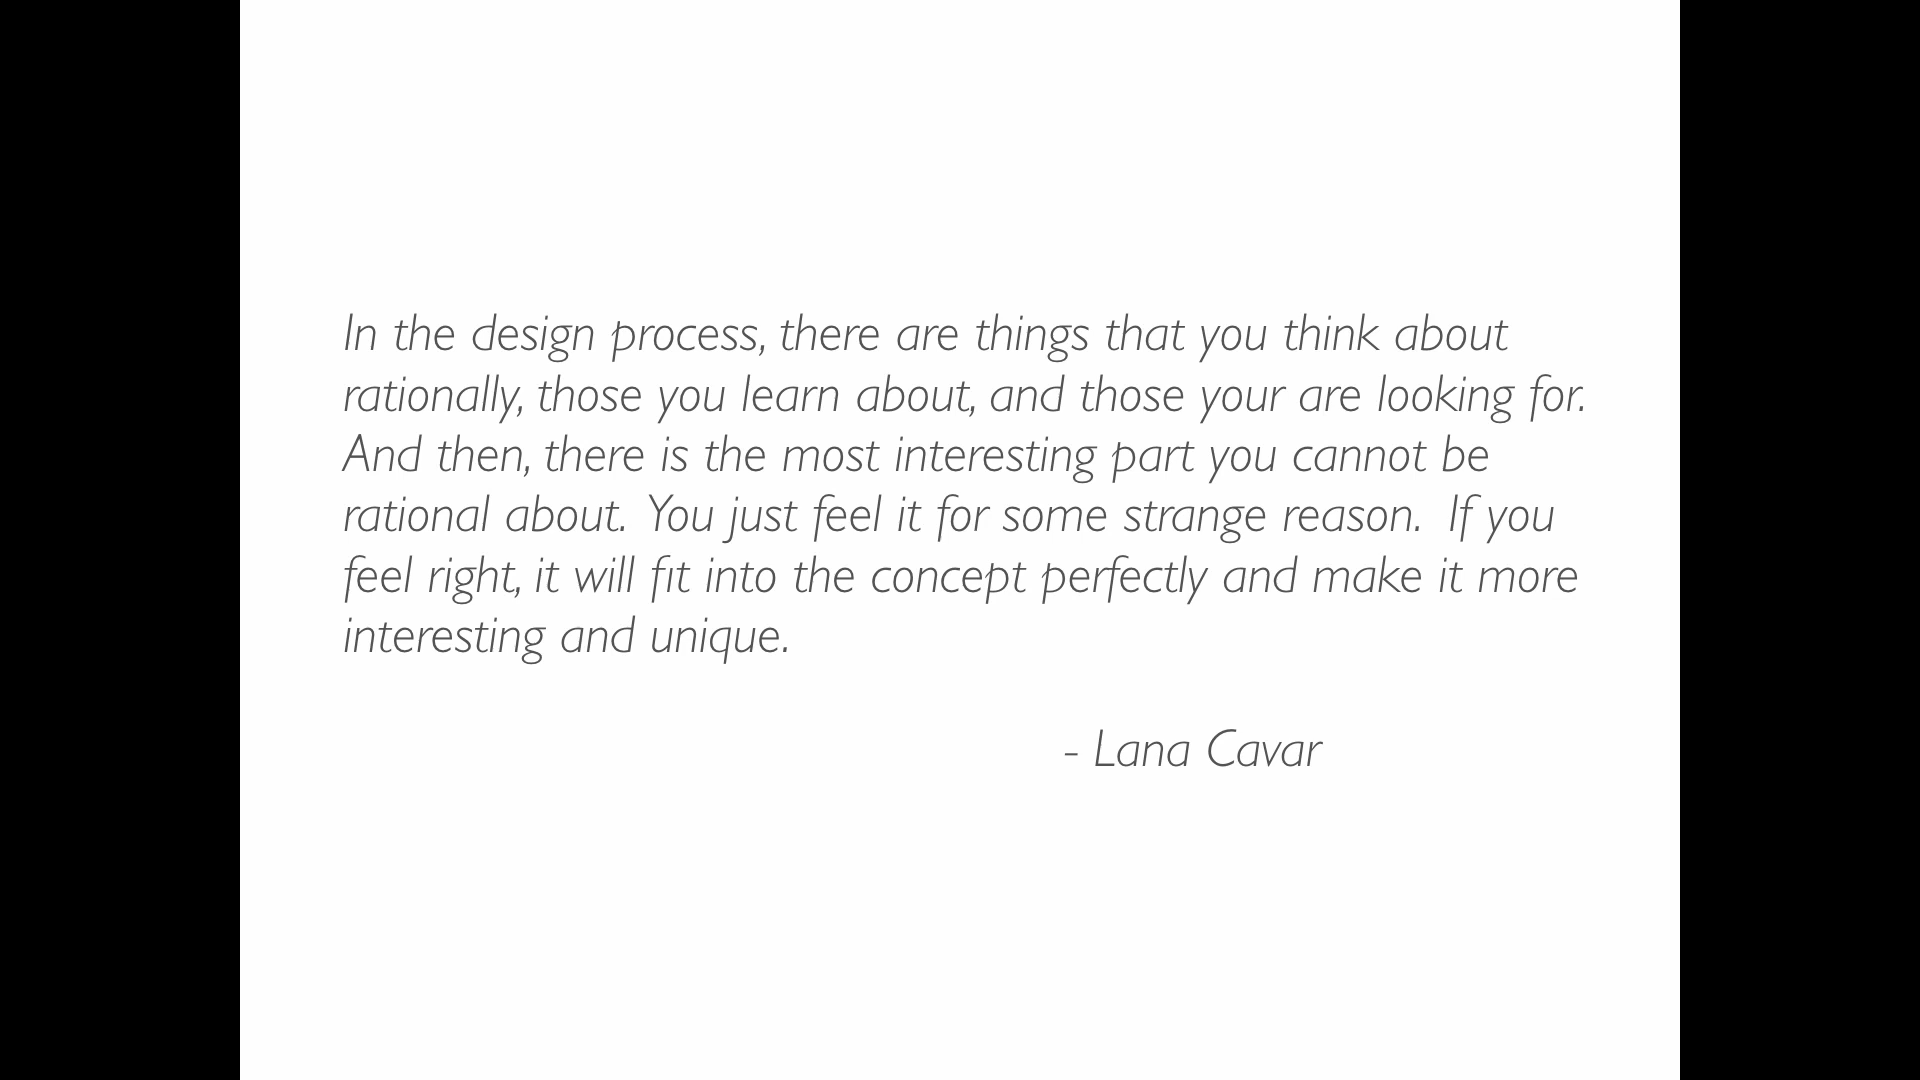 In the design process, there are things that you think about
rationally, those you learn about, and those your are looking for.
And then, there is the most interesting part you cannot be
rational about.  You just feel it for some strange reason.  If you
feel right, it will fit into the concept perfectly and make it more
interesting and unique.
- Lana Cavar